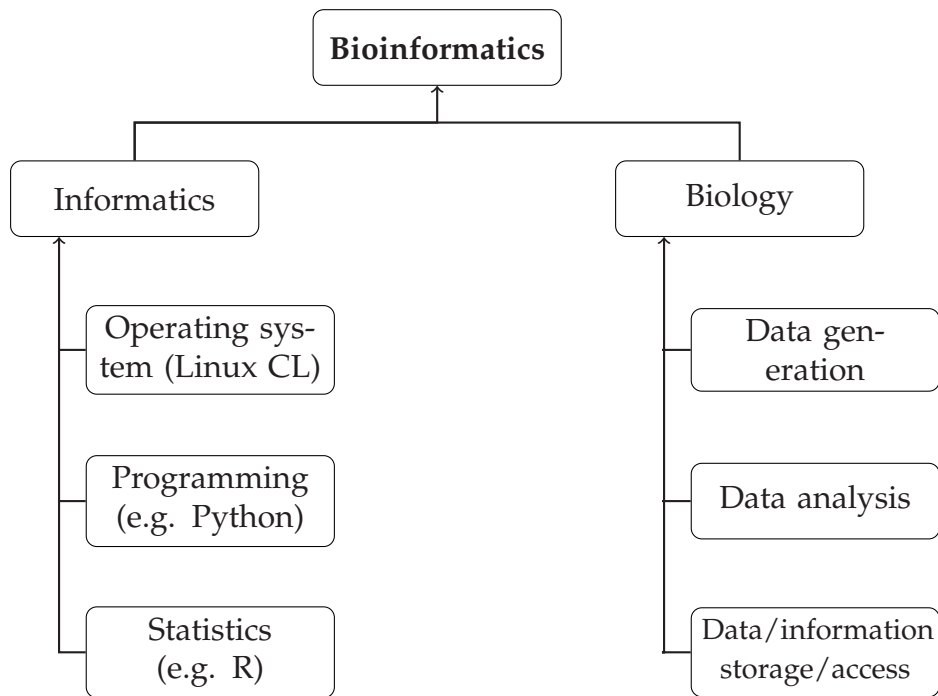 Bioinformatics
Informatics
Biology
Operating sys-
tem (Linux CL)
Programming
(e.g. Python)
Statistics
(e.g. R)
Data gen-
eration
Data analysis
Data/information
storage/access